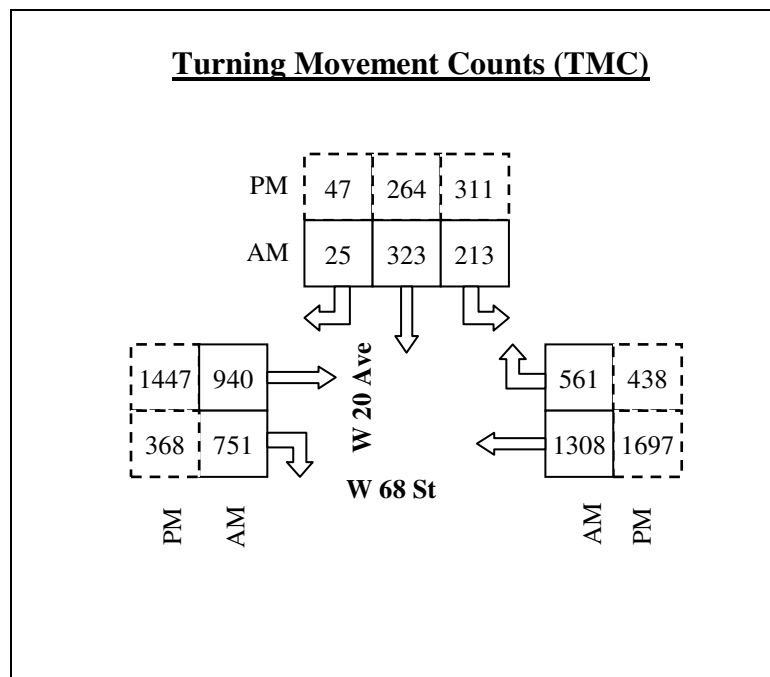 Turning Movement Counts (TMC)
PM 47 264 311
AM 25 323 213
1447 940
368 751
PM AM
W 20 Ave
W 68 St
561 438
1308 1697
AM PM